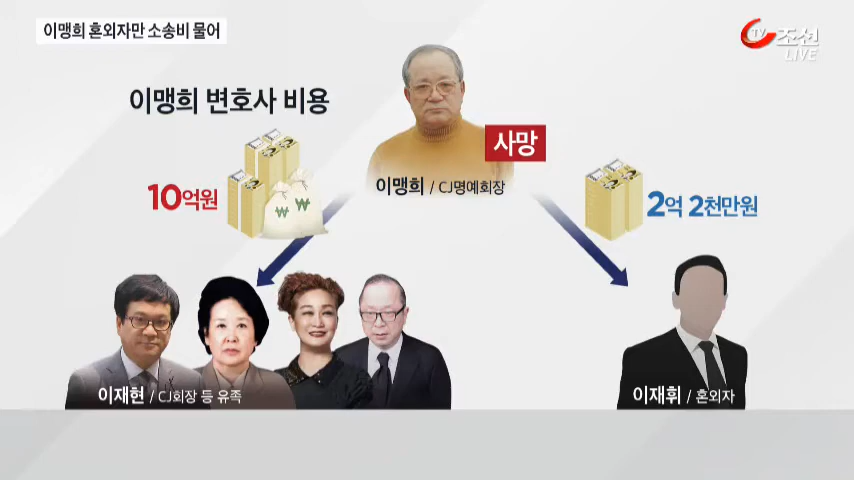 이맹희 혼외자만 소송비 물어
TV조선
LIVE
이맹희 변호사 비용
사망
이맹희 / CJ명예회장
10억원
₩ ₩
2억 2천만원
이재현 / CJ회장 등 유족
이재휘 / 혼외자